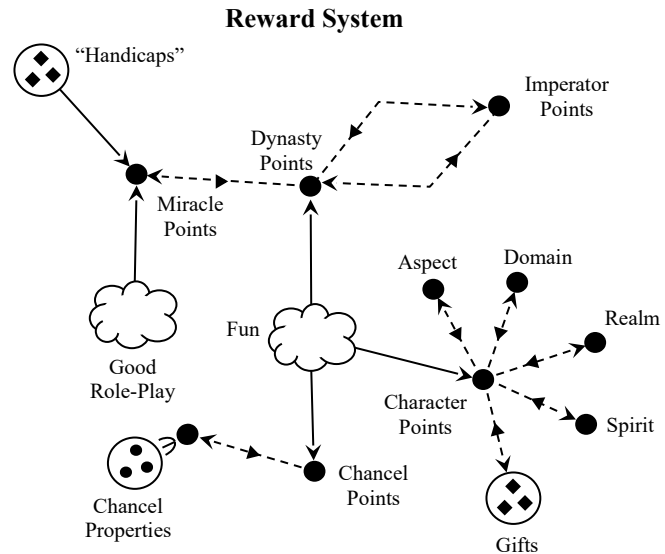 Reward System
“Handicaps”
Imperator
Points
Dynasty
Points
Miracle
Points
Aspect
Domain
Realm
Fun
Good
Role-Play
Character
Points
Spirit
Chancel
Points
Chancel
Properties
Gifts